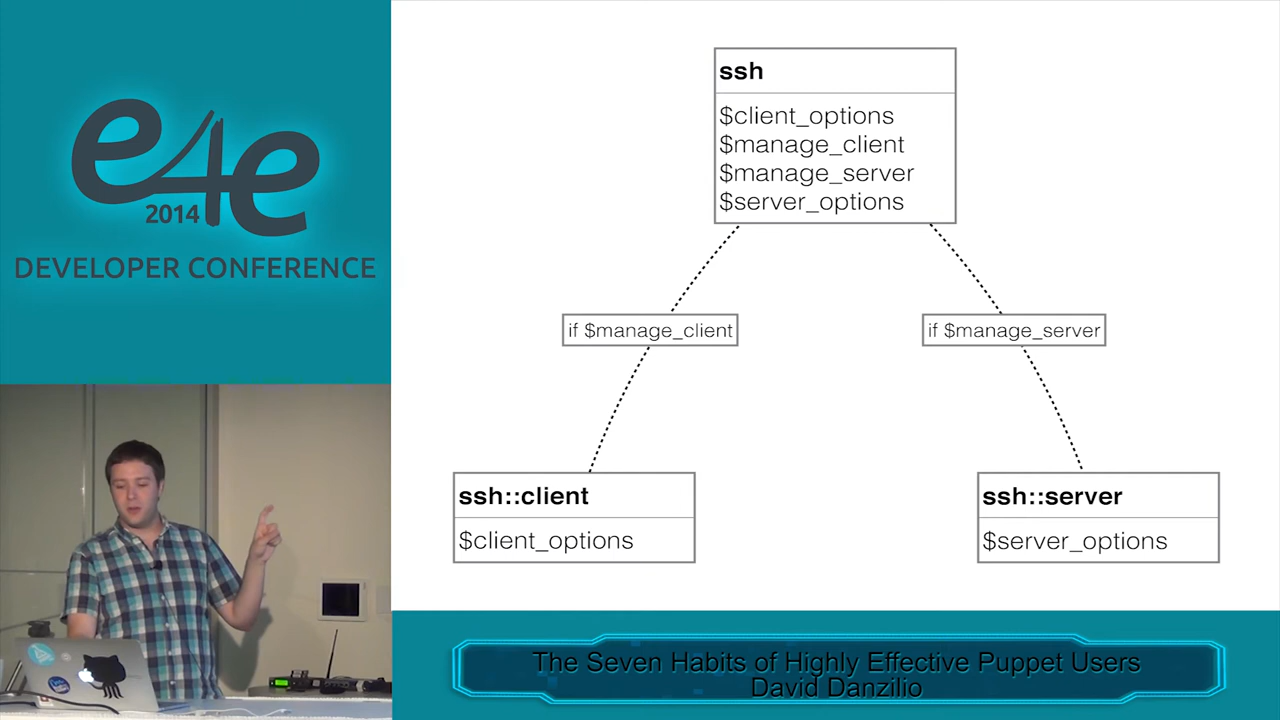 e4e
2014
DEVELOPER CONFERENCE
ssh
$client_options
$manage_client
$manage_server
$server_options
if $manage_client
if $manage_server
ssh::client
$client_options
ssh::server
$server_options
The Seven Habits of Highly Effective Puppet Users
David Danzilio